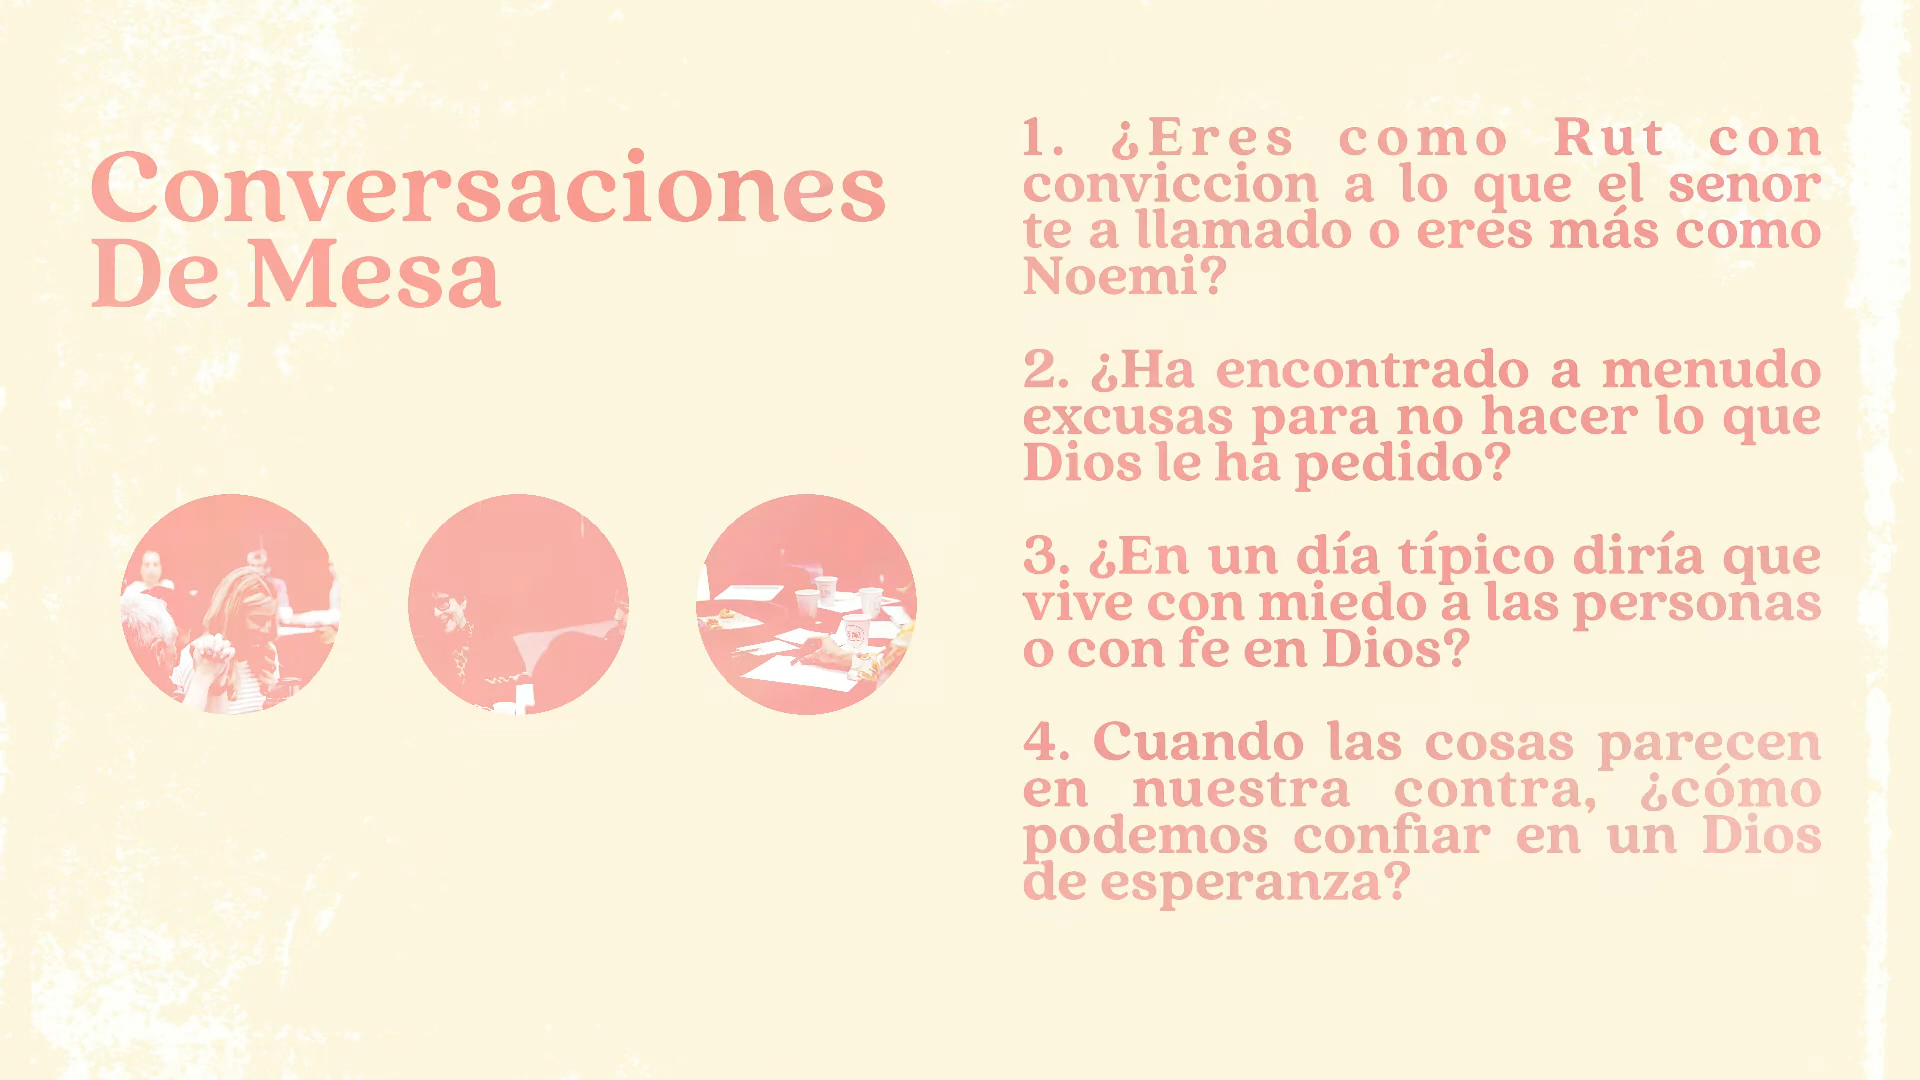 Conversaciones
De Mesa
1. ¿Eres como Rut con
conviccion a lo que el senor
te a llamado o eres más como
Noemi?
2. ¿Ha encontrado a menudo
excusas para no hacer lo que
Dios le ha pedido?
3. ¿En un día típico diría que
vive con miedo a las personas
o con fe en Dios?
4. Cuando las cosas parecen
en nuestra contra, ¿cómo
podemos confiar en un Dios
de esperanza?